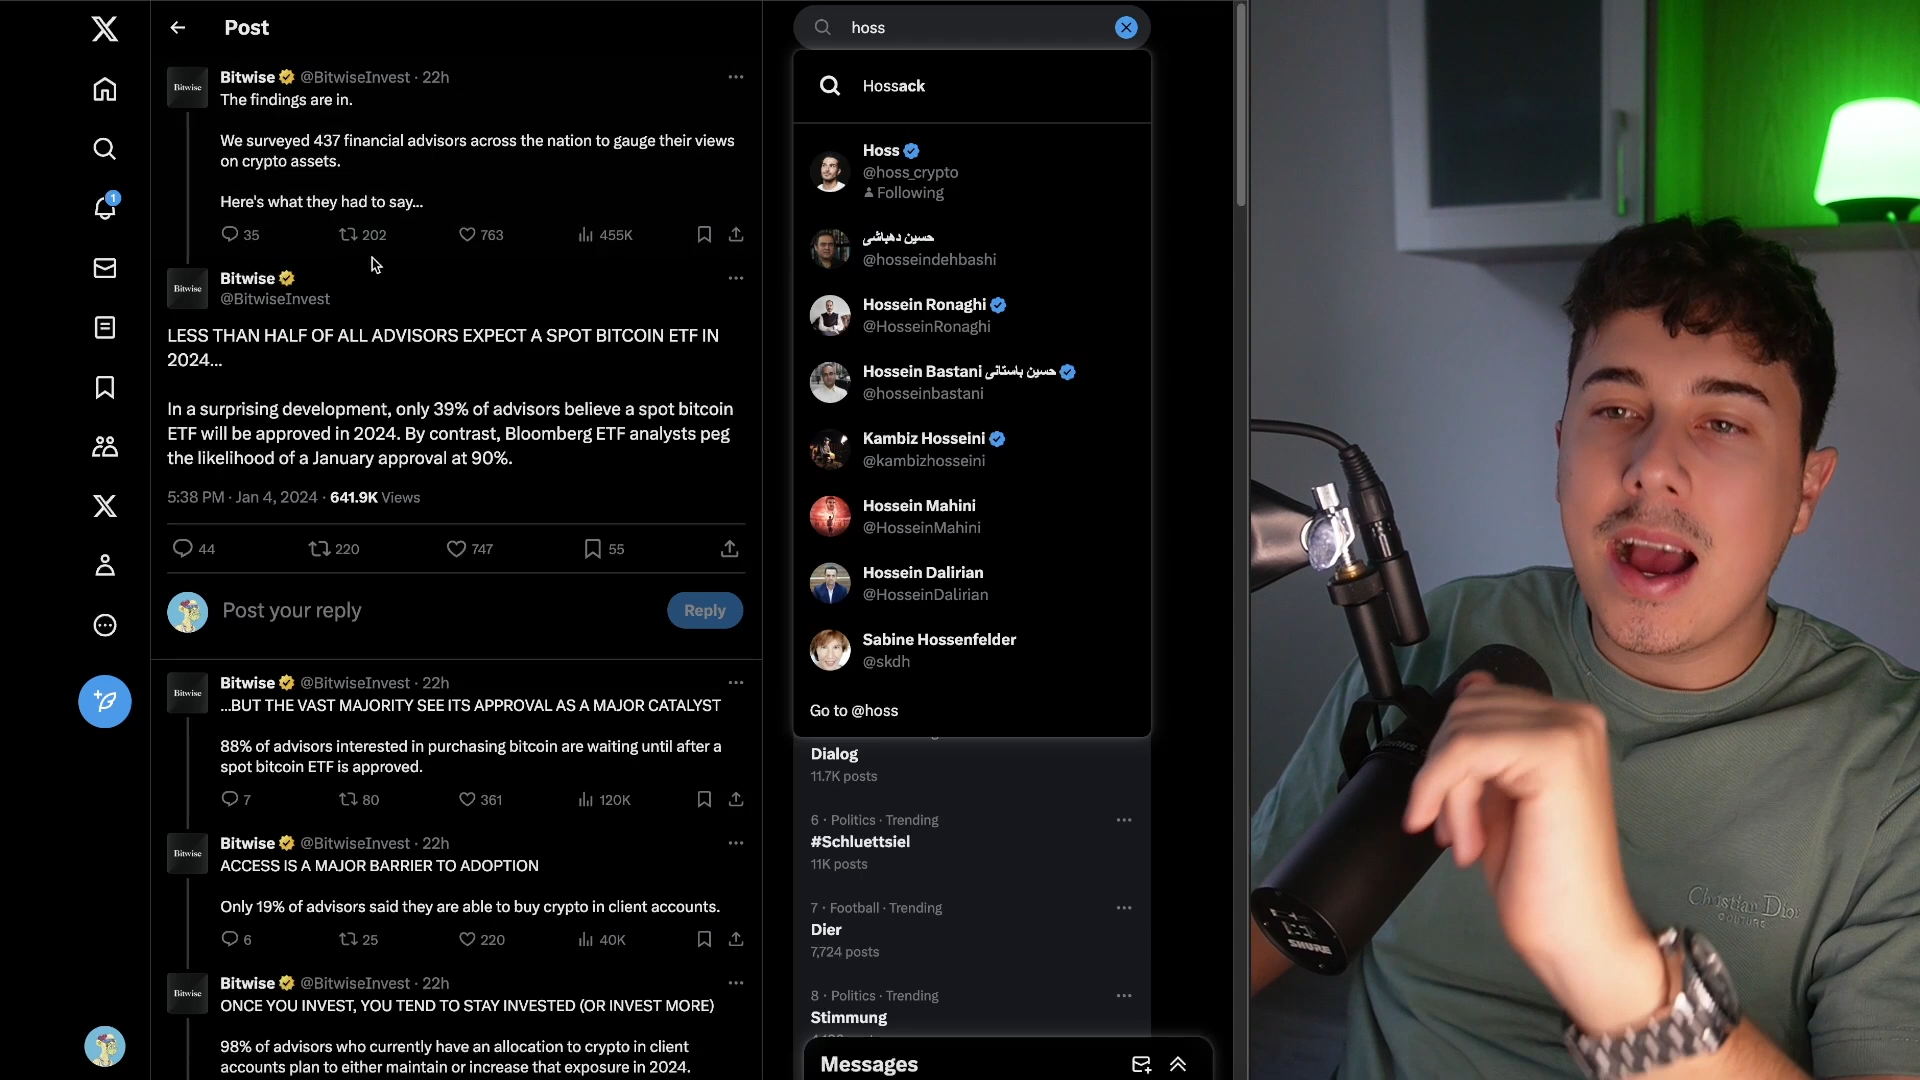 Post
Bitwise @BitwiseInvest · 22h
The findings are in.
We surveyed 437 financial advisors across the nation to gauge their views
on crypto assets.
Here's what they had to say...
35 202 763 455K
Bitwise
Bitwise
@BitwiseInvest
Bitwise
LESS THAN HALF OF ALL ADVISORS EXPECT A SPOT BITCOIN ETF IN
2024...
In a surprising development, only 39% of advisors believe a spot bitcoin
ETF will be approved in 2024. By contrast, Bloomberg ETF analysts peg
the likelihood of a January approval at 90%.
5:38 PM · Jan 4, 2024 · 641.9K Views
44 220 747 55
Post your reply
Reply
Bitwise @BitwiseInvest · 22h
Bitwise
...BUT THE VAST MAJORITY SEE ITS APPROVAL AS A MAJOR CATALYST
88% of advisors interested in purchasing bitcoin are waiting until after a
spot bitcoin ETF is approved.
7 80 361 120K
Bitwise @BitwiseInvest · 22h
Bitwise
ACCESS IS A MAJOR BARRIER TO ADOPTION
Only 19% of advisors said they are able to buy crypto in client accounts.
6 25 220 40K
Bitwise @BitwiseInvest · 22h
Bitwise
ONCE YOU INVEST, YOU TEND TO STAY INVESTED (OR INVEST MORE)
98% of advisors who currently have an allocation to crypto in client
accounts plan to either maintain or increase that exposure in 2024.
1
hoss
Hossack
Hoss
@hoss_crypto
Following
حسین دهباشی
@hosseindehbashi
Hossein Ronaghi
@HosseinRonaghi
Hossein Bastani حسین باستانی
@hosseinbastani
Kambiz Hosseini
@kambizhosseini
Hossein Mahini
@HosseinMahini
Hossein Dalirian
@HosseinDalirian
Sabine Hossenfelder
@skdh
Go to @hoss
Dialog
11.7K posts
6 · Politics · Trending
#Schluettsiel
11K posts
7 · Football · Trending
Dier
7,724 posts
8 · Politics · Trending
Stimmung
Messages
SHURE
Christian Dior
COUTURE